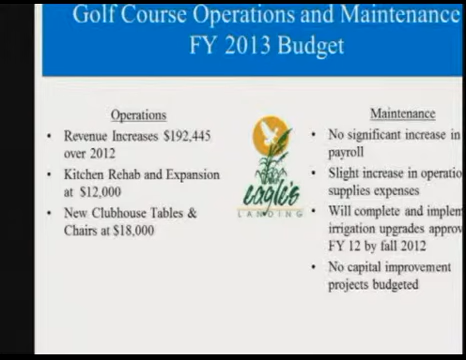 Golf Course Operations and Maintenance
FY 2013 Budget
Operations
• Revenue Increases $192,445
over 2012
• Kitchen Rehab and Expansion
at $12,000
• New Clubhouse Tables &
Chairs at $18,000
eagle's
LANDING
Maintenance
• No significant increase in
payroll
• Slight increase in operatio
supplies expenses
• Will complete and implem
irrigation upgrades approv
FY 12 by fall 2012
• No capital improvement
projects budgeted